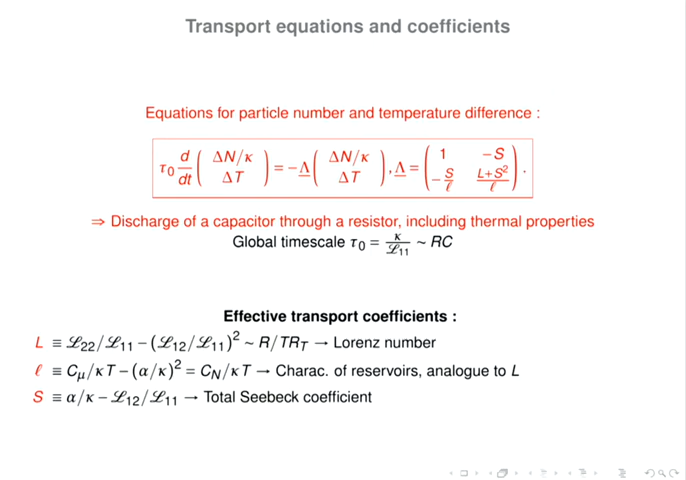 Transport equations and coefficients
Equations for particle number and temperature difference :
τ₀ d/dt ( ΔN/κ ; ΔT ) = −Λ ( ΔN/κ ; ΔT ) , Λ = ( 1  −S ; −S/ℓ  (L+S²)/ℓ ) .
⇒ Discharge of a capacitor through a resistor, including thermal properties
Global timescale τ₀ = κ/ℒ₁₁ ~ RC
Effective transport coefficients :
L ≡ ℒ₂₂/ℒ₁₁ − (ℒ₁₂/ℒ₁₁)² ~ R/TR_T → Lorenz number
ℓ ≡ C_μ/κT − (α/κ)² = C_N/κT → Charac. of reservoirs, analogue to L
S ≡ α/κ − ℒ₁₂/ℒ₁₁ → Total Seebeck coefficient